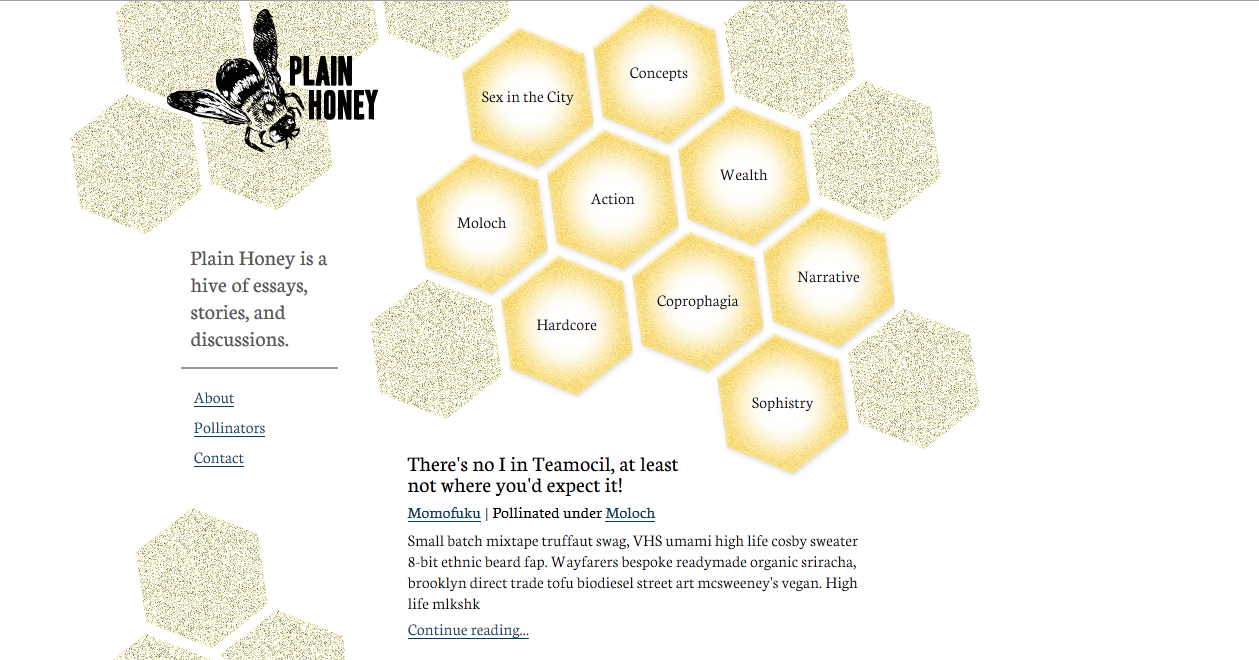 PLAIN
HONEY
Sex in the City
Concepts
Moloch
Action
Wealth
Hardcore
Coprophagia
Narrative
Sophistry
Plain Honey is a
hive of essays,
stories, and
discussions.
About
Pollinators
Contact
There's no I in Teamocil, at least
not where you'd expect it!
Momofuku | Pollinated under Moloch
Small batch mixtape truffaut swag, VHS umami high life cosby sweater
8-bit ethnic beard fap. Wayfarers bespoke readymade organic sriracha,
brooklyn direct trade tofu biodiesel street art mcsweeney's vegan. High
life mlkshk
Continue reading...